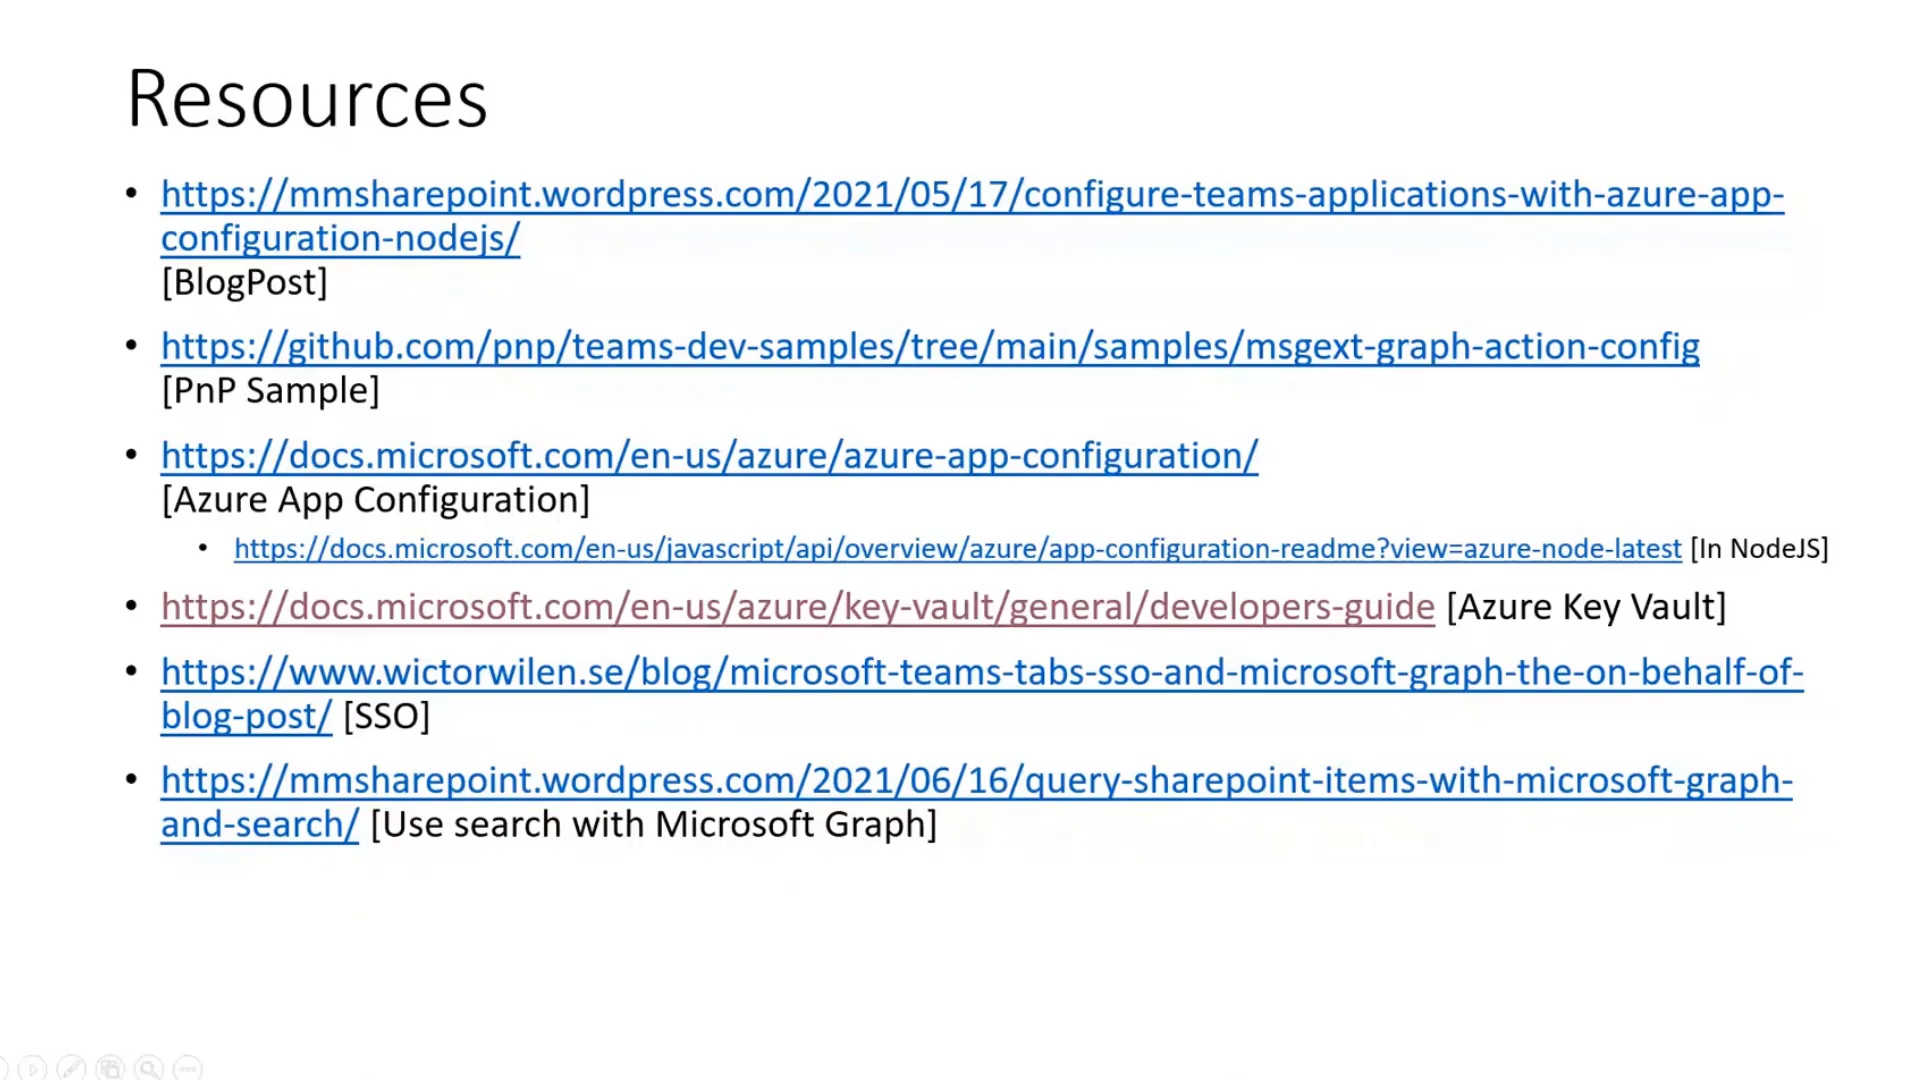 Resources
• https://mmsharepoint.wordpress.com/2021/05/17/configure-teams-applications-with-azure-app-
configuration-nodejs/
[BlogPost]
• https://github.com/pnp/teams-dev-samples/tree/main/samples/msgext-graph-action-config
[PnP Sample]
• https://docs.microsoft.com/en-us/azure/azure-app-configuration/
[Azure App Configuration]
• https://docs.microsoft.com/en-us/javascript/api/overview/azure/app-configuration-readme?view=azure-node-latest [In NodeJS]
• https://docs.microsoft.com/en-us/azure/key-vault/general/developers-guide [Azure Key Vault]
• https://www.wictorwilen.se/blog/microsoft-teams-tabs-sso-and-microsoft-graph-the-on-behalf-of-
blog-post/ [SSO]
• https://mmsharepoint.wordpress.com/2021/06/16/query-sharepoint-items-with-microsoft-graph-
and-search/ [Use search with Microsoft Graph]